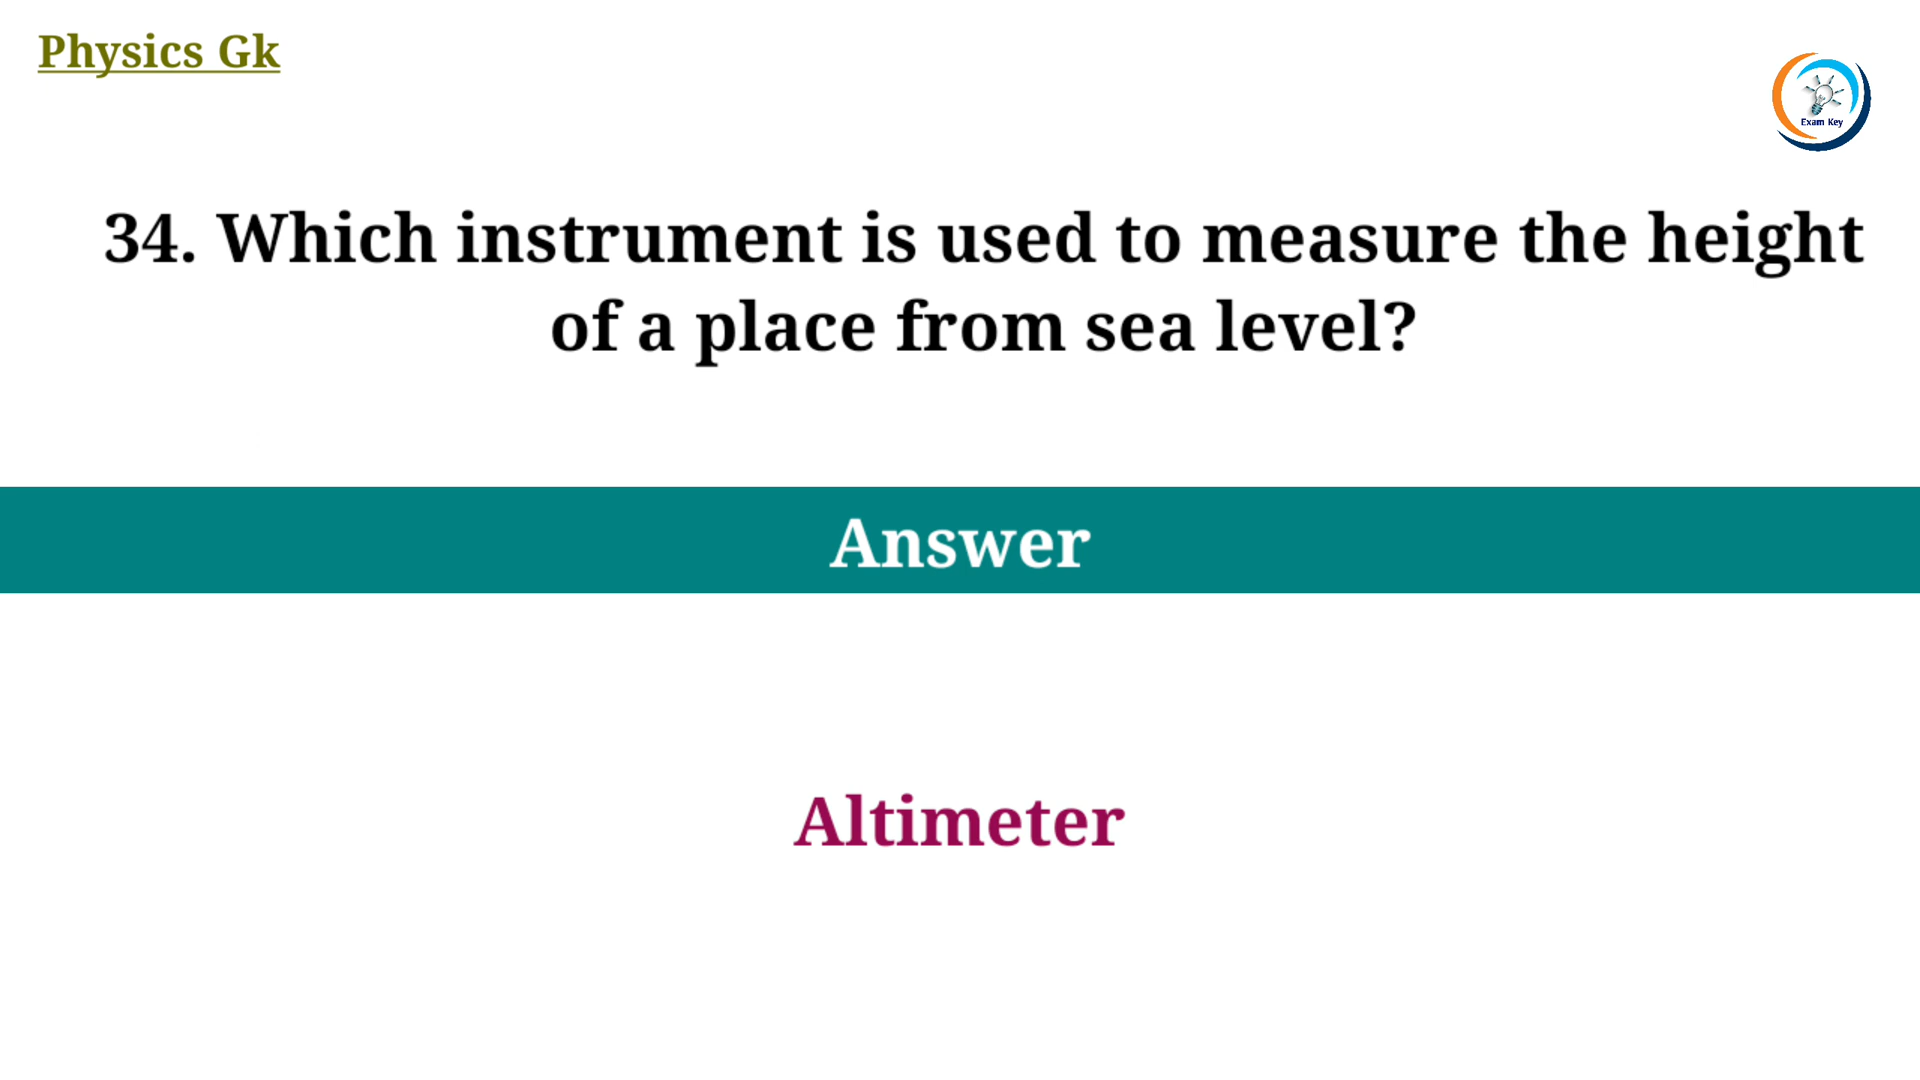 Physics Gk
Exam Key
34. Which instrument is used to measure the height
of a place from sea level?
Answer
Altimeter